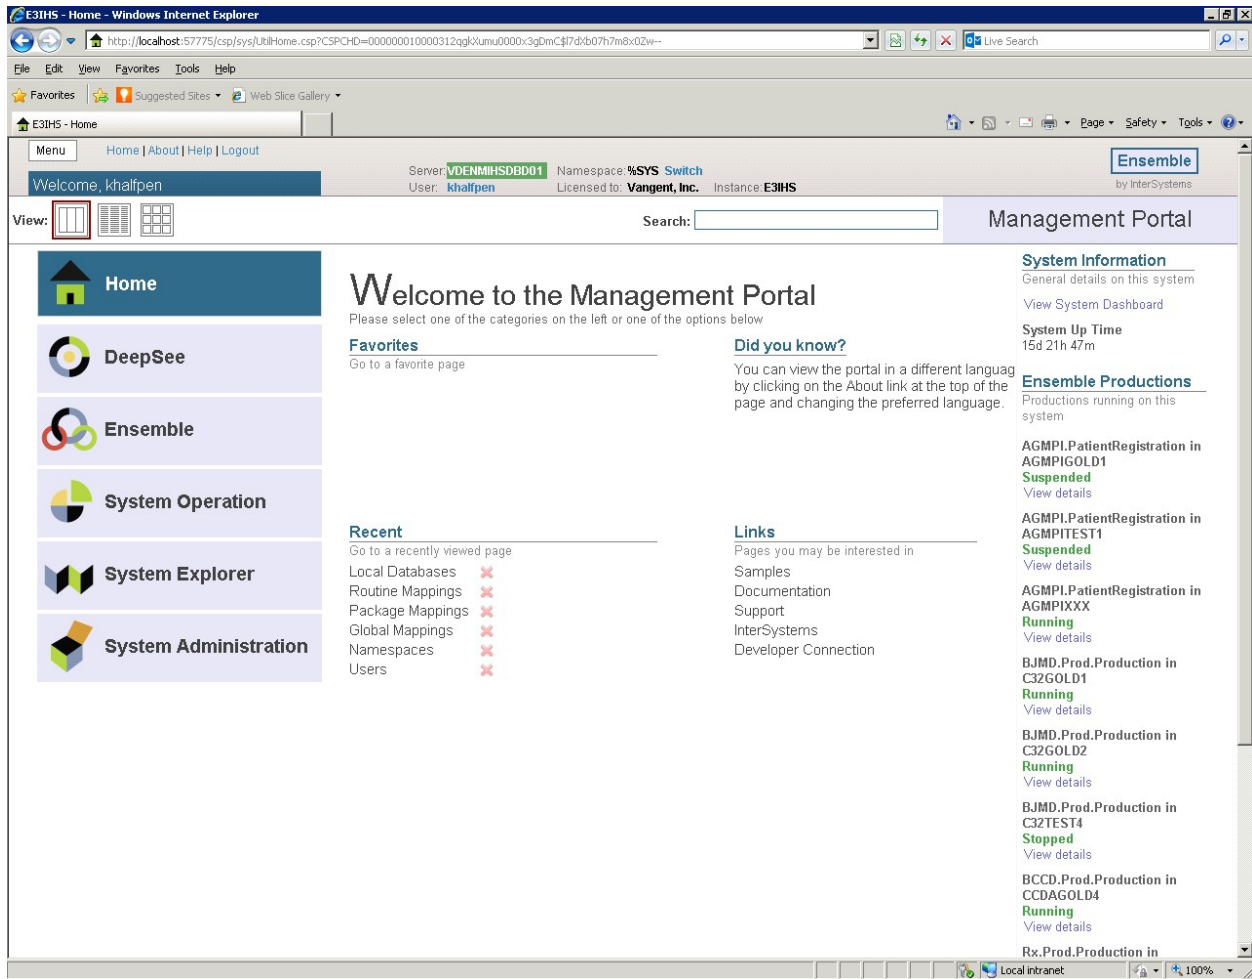 E3IHS - Home - Windows Internet Explorer
http://localhost:57775/csp/sys/UtilHome.csp?CSPCHD=000000010000312qgkXumu0000x3gDmC$l7dXb07h7m8x0Zw--
Live Search
File Edit View Favorites Tools Help
Favorites Suggested Sites Web Slice Gallery
E3IHS - Home
Page Safety Tools
Menu Home | About | Help | Logout
Server: VDENMIHSDBD01 Namespace: %SYS Switch
Ensemble
Welcome, khalfpen
User: khalfpen Licensed to: Vangent, Inc. Instance: E3IHS
by InterSystems
View:
Search:
Management Portal
Home
DeepSee
Ensemble
System Operation
System Explorer
System Administration
Welcome to the Management Portal
Please select one of the categories on the left or one of the options below
Favorites
Go to a favorite page
Did you know?
You can view the portal in a different languag
by clicking on the About link at the top of the
page and changing the preferred language.
Recent
Go to a recently viewed page
Local Databases
Routine Mappings
Package Mappings
Global Mappings
Namespaces
Users
Links
Pages you may be interested in
Samples
Documentation
Support
InterSystems
Developer Connection
System Information
General details on this system
View System Dashboard
System Up Time
15d 21h 47m
Ensemble Productions
Productions running on this
system
AGMPI.PatientRegistration in
AGMPIGOLD1
Suspended
View details
AGMPI.PatientRegistration in
AGMPITEST1
Suspended
View details
AGMPI.PatientRegistration in
AGMPIXXX
Running
View details
BJMD.Prod.Production in
C32GOLD1
Running
View details
BJMD.Prod.Production in
C32GOLD2
Running
View details
BJMD.Prod.Production in
C32TEST4
Stopped
View details
BCCD.Prod.Production in
CCDAGOLD4
Running
View details
Rx.Prod.Production in
Local intranet
100%